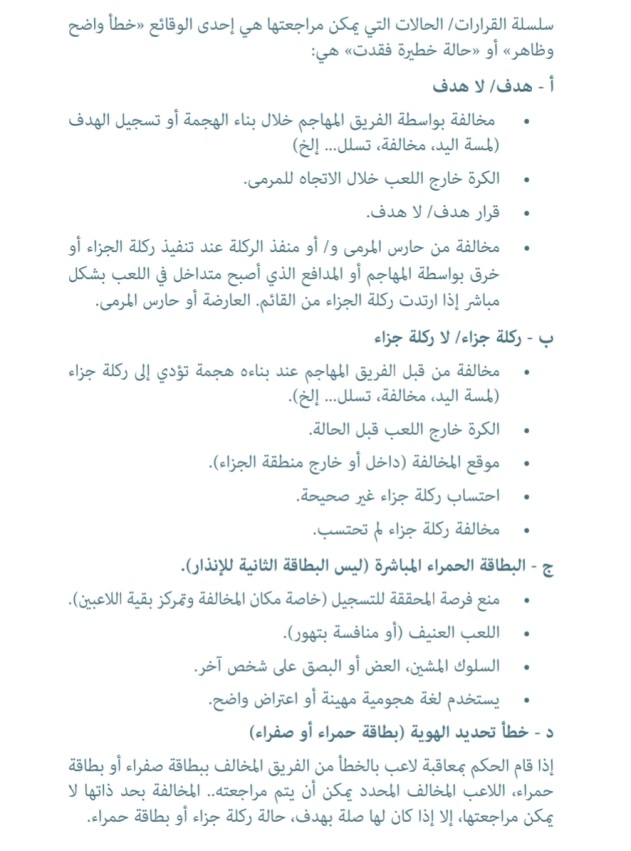 سلسلة القرارات/ الحالات التي يمكن مراجعتها هي إحدى الوقائع «خطأ واضح
وظاهر» أو «حالة خطيرة فقدت» هي:
أ - هدف/ لا هدف
• مخالفة بواسطة الفريق المهاجم خلال بناء الهجمة أو تسجيل الهدف
(لمسة اليد، مخالفة، تسلل... إلخ)
• الكرة خارج اللعب خلال الاتجاه للمرمى.
• قرار هدف/ لا هدف.
• مخالفة من حارس المرمى و/ أو منفذ الركلة عند تنفيذ ركلة الجزاء أو
خرق بواسطة المهاجم أو المدافع الذي أصبح متداخل في اللعب بشكل
مباشر إذا ارتدت ركلة الجزاء من القائم. العارضة أو حارس المرمى.
ب - ركلة جزاء/ لا ركلة جزاء
• مخالفة من قبل الفريق المهاجم عند بناءه هجمة تؤدي إلى ركلة جزاء
(لمسة اليد، مخالفة، تسلل... إلخ).
• الكرة خارج اللعب قبل الحالة.
• موقع المخالفة (داخل أو خارج منطقة الجزاء).
• احتساب ركلة جزاء غير صحيحة.
• مخالفة ركلة جزاء لم تحتسب.
ج - البطاقة الحمراء المباشرة (ليس البطاقة الثانية للإنذار).
• منع فرصة المحققة للتسجيل (خاصة مكان المخالفة وتمركز بقية اللاعبين).
• اللعب العنيف (أو منافسة بتهور).
• السلوك المشين، العض أو البصق على شخص آخر.
• يستخدم لغة هجومية مهينة أو اعتراض واضح.
د - خطأ تحديد الهوية (بطاقة حمراء أو صفراء)
إذا قام الحكم بمعاقبة لاعب بالخطأ من الفريق المخالف ببطاقة صفراء أو بطاقة
حمراء، اللاعب المخالف المحدد يمكن أن يتم مراجعته.. المخالفة بحد ذاتها لا
يمكن مراجعتها، إلا إذا كان لها صلة بهدف، حالة ركلة جزاء أو بطاقة حمراء.